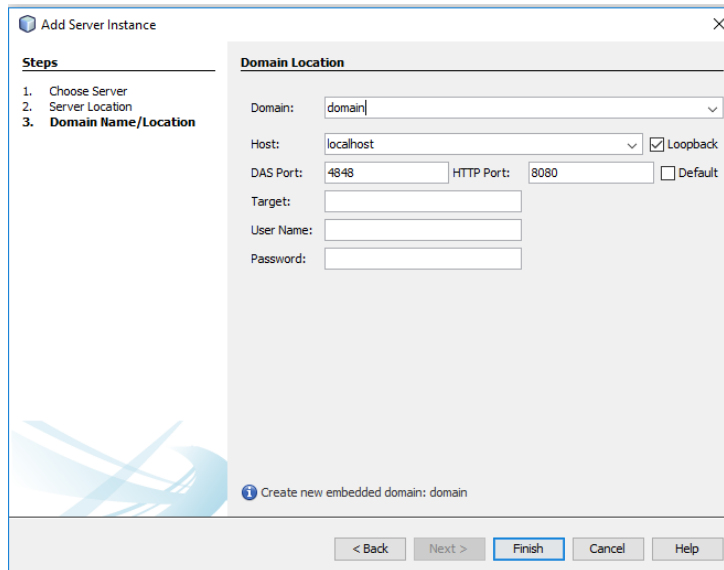 Add Server Instance
Steps
1. Choose Server
2. Server Location
3. Domain Name/Location
Domain Location
Domain: domain
Host: localhost Loopback
DAS Port: 4848 HTTP Port: 8080 Default
Target:
User Name:
Password:
Create new embedded domain: domain
< Back Next > Finish Cancel Help